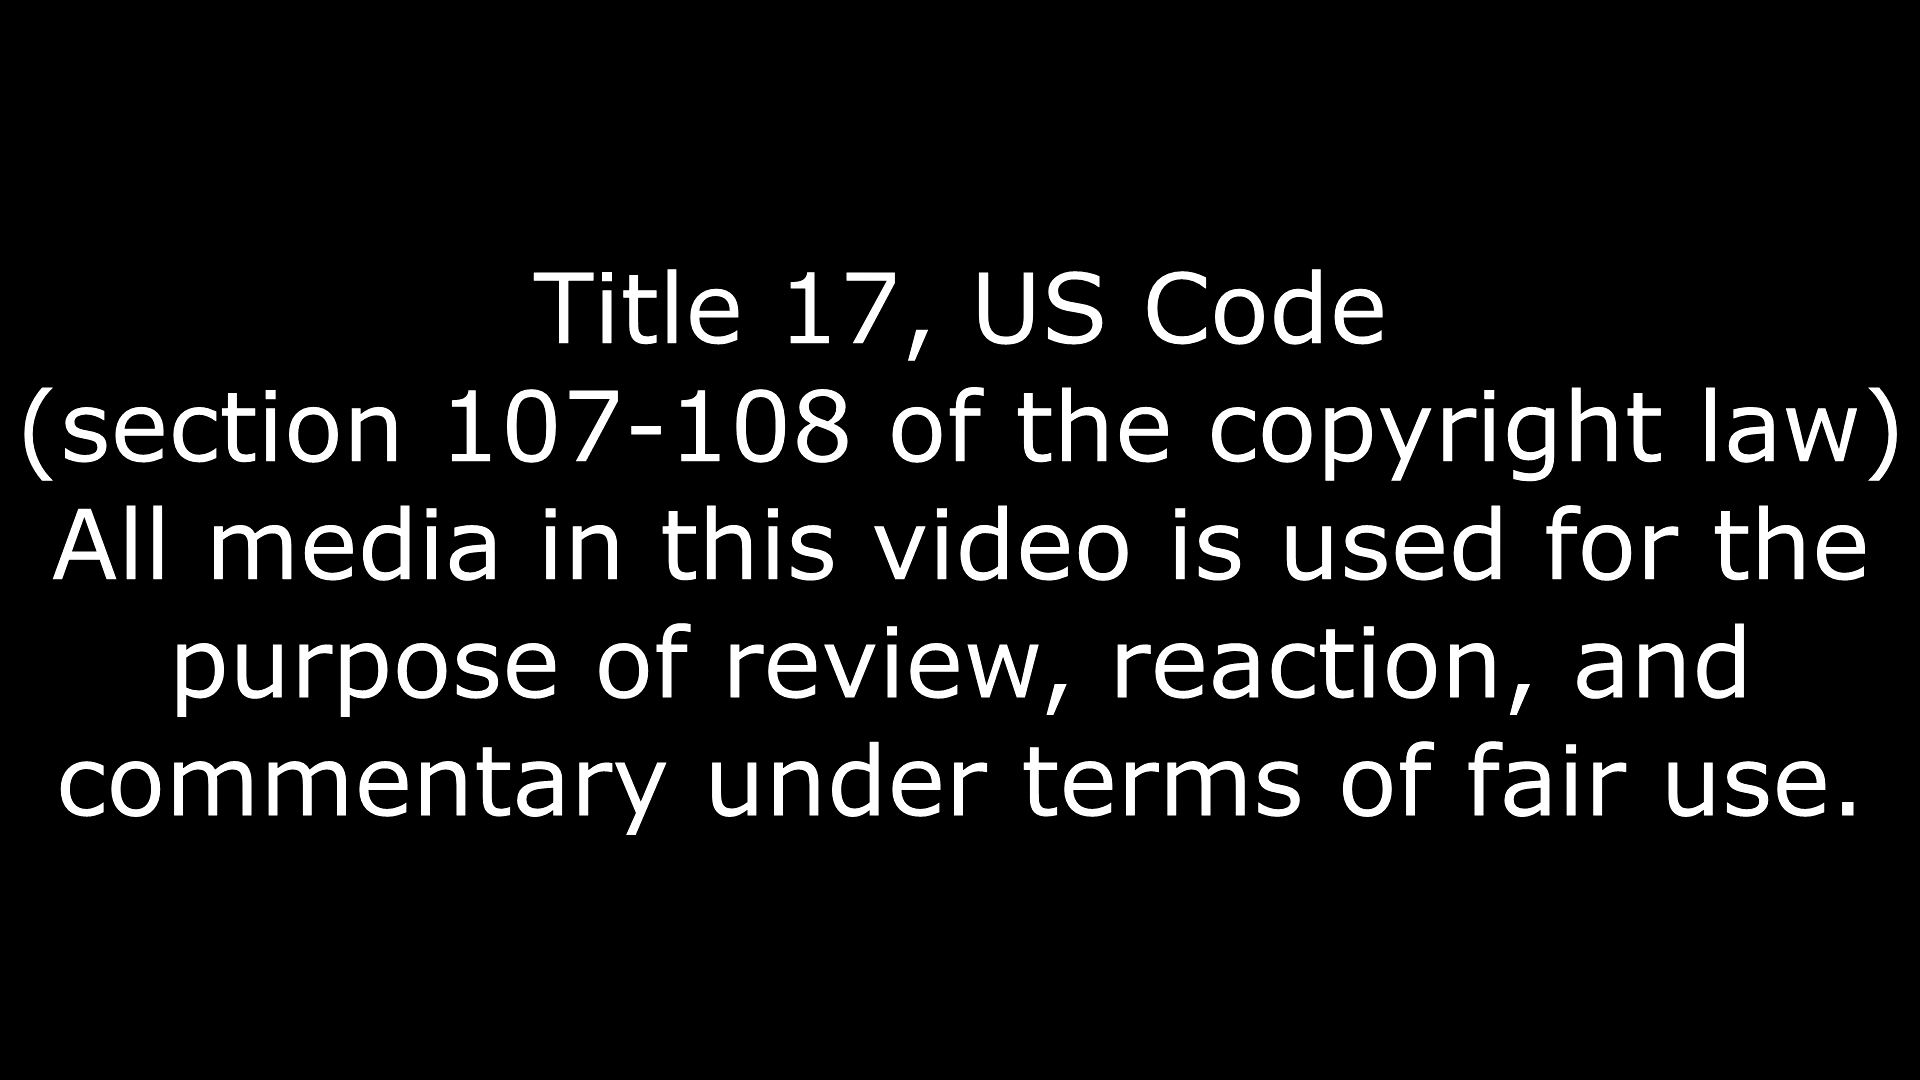 Title 17, US Code
(section 107-108 of the copyright law)
All media in this video is used for the
purpose of review, reaction, and
commentary under terms of fair use.